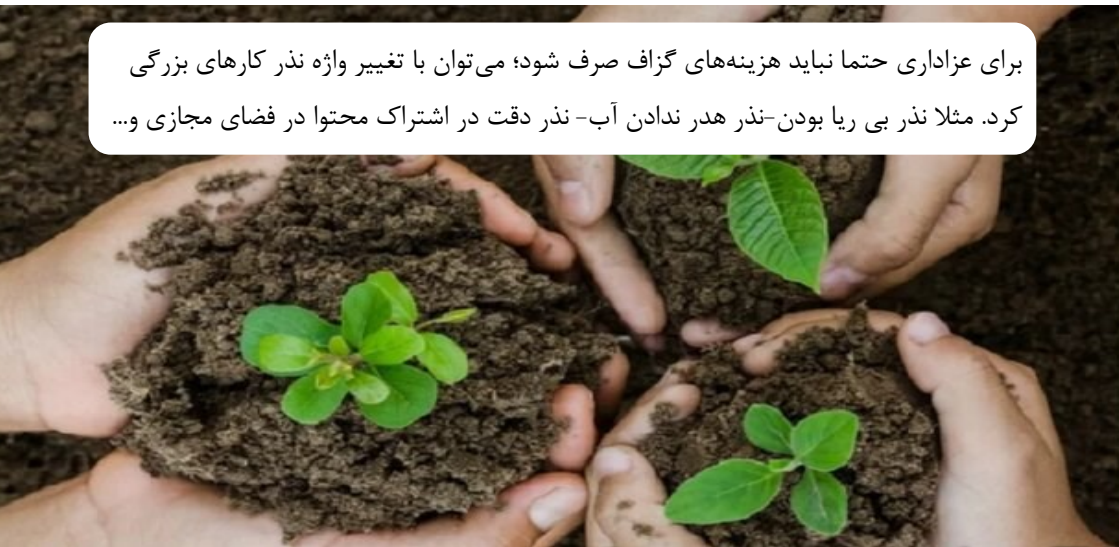 برای عزاداری حتما نباید هزینه‌های گزاف صرف شود؛ می‌توان با تغییر واژه نذر کارهای بزرگی
کرد. مثلا نذر بی ریا بودن-نذر هدر ندادن آب- نذر دقت در اشتراک محتوا در فضای مجازی و...